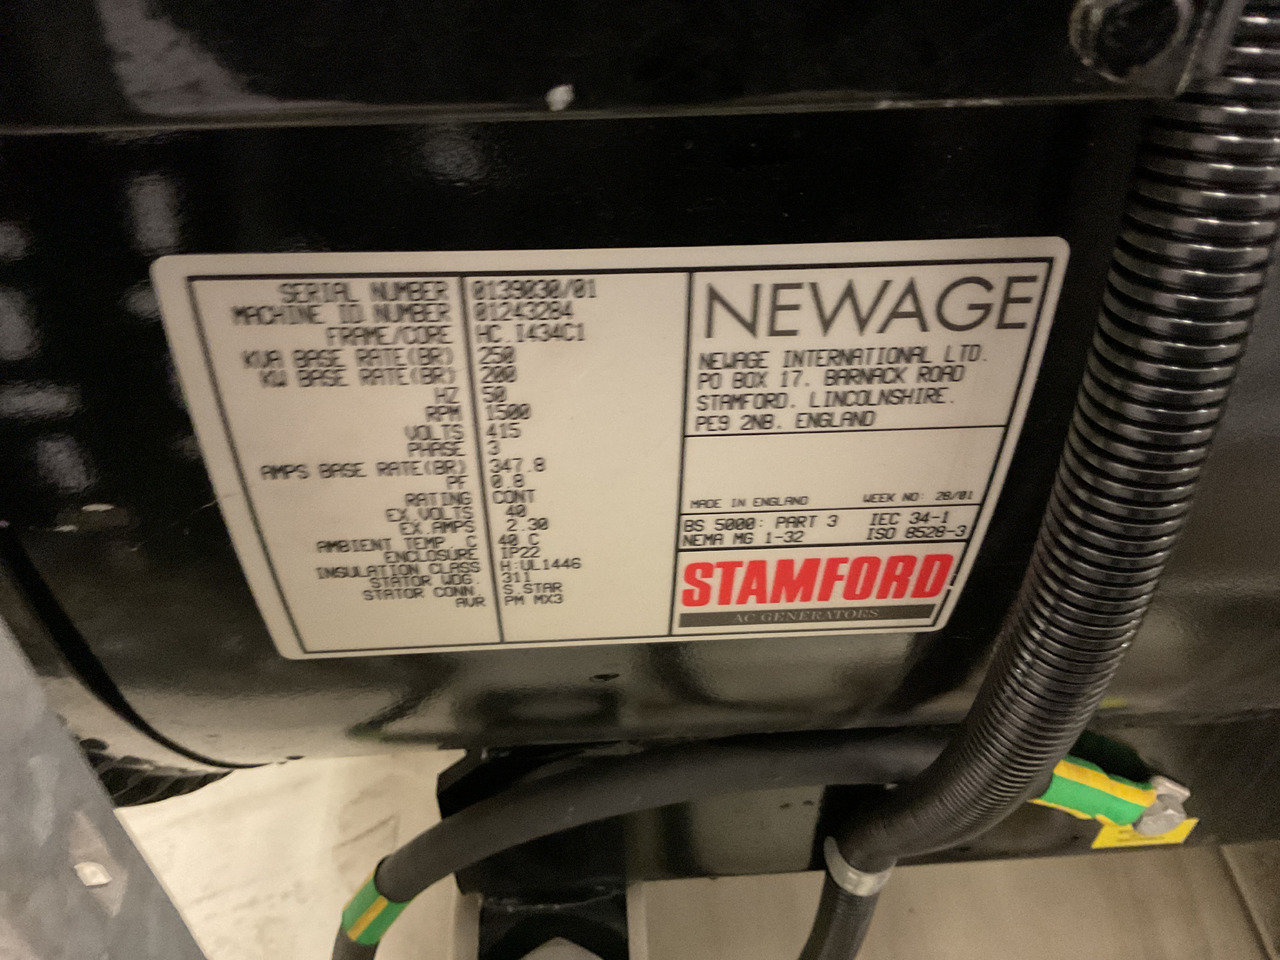 SERIAL NUMBER 0139030/01
MACHINE ID NUMBER 01243284
FRAME/CORE HC.I434C1
KVA BASE RATE(BR) 250
KW BASE RATE(BR) 200
HZ 50
RPM 1500
VOLTS 415
PHASE 3
AMPS BASE RATE(BR) 347.8
PF 0.8
RATING CONT
EX.VOLTS 40
EX.AMPS 2.30
AMBIENT TEMP C 40 C
ENCLOSURE IP22
INSULATION CLASS H:UL1446
STATOR WDG. 311
STATOR CONN. S.STAR
AVR PM MX3
NEWAGE
NEWAGE INTERNATIONAL LTD.
PO BOX 17. BARNACK ROAD
STAMFORD. LINCOLNSHIRE.
PE9 2NB. ENGLAND
MADE IN ENGLAND WEEK NO: 28/01
BS 5000: PART 3 IEC 34-1
NEMA MG 1-32 ISO 8528-3
STAMFORD
AC GENERATORS